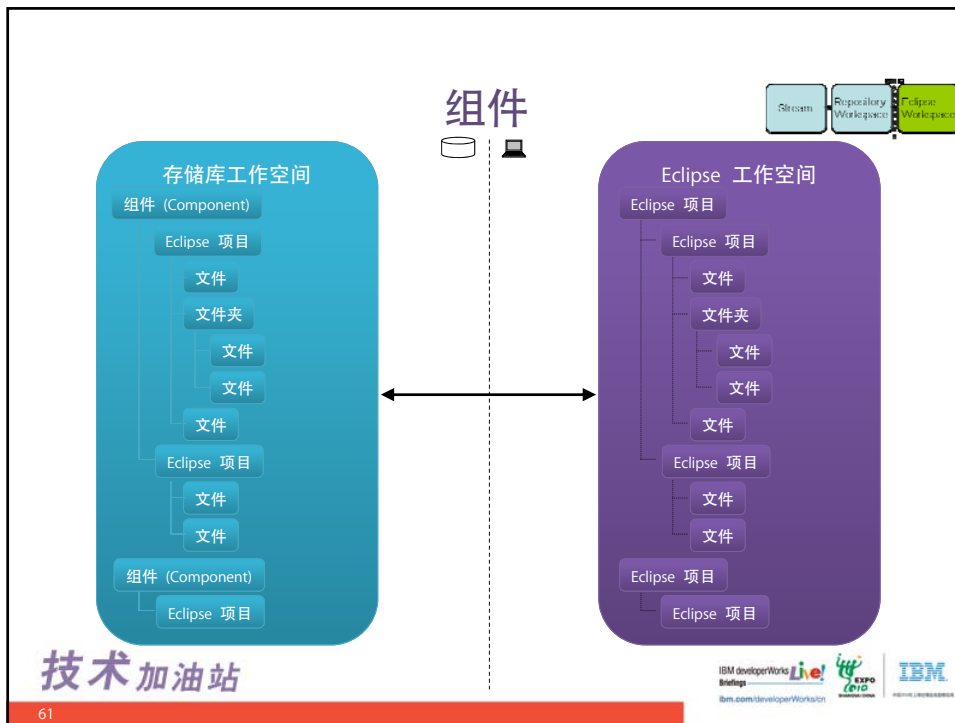 组件
Stream
Repository Workspace
Eclipse Workspace
存储库工作空间
组件 (Component)
Eclipse 项目
文件
文件夹
文件
文件
文件
Eclipse 项目
文件
文件
组件 (Component)
Eclipse 项目
Eclipse 工作空间
Eclipse 项目
Eclipse 项目
文件
文件夹
文件
文件
文件
Eclipse 项目
文件
文件
Eclipse 项目
Eclipse 项目
技术加油站
IBM developerWorks Live!
Briefings
ibm.com/developerWorks/cn
EXPO
2010
SHANGHAI CHINA
IBM
61